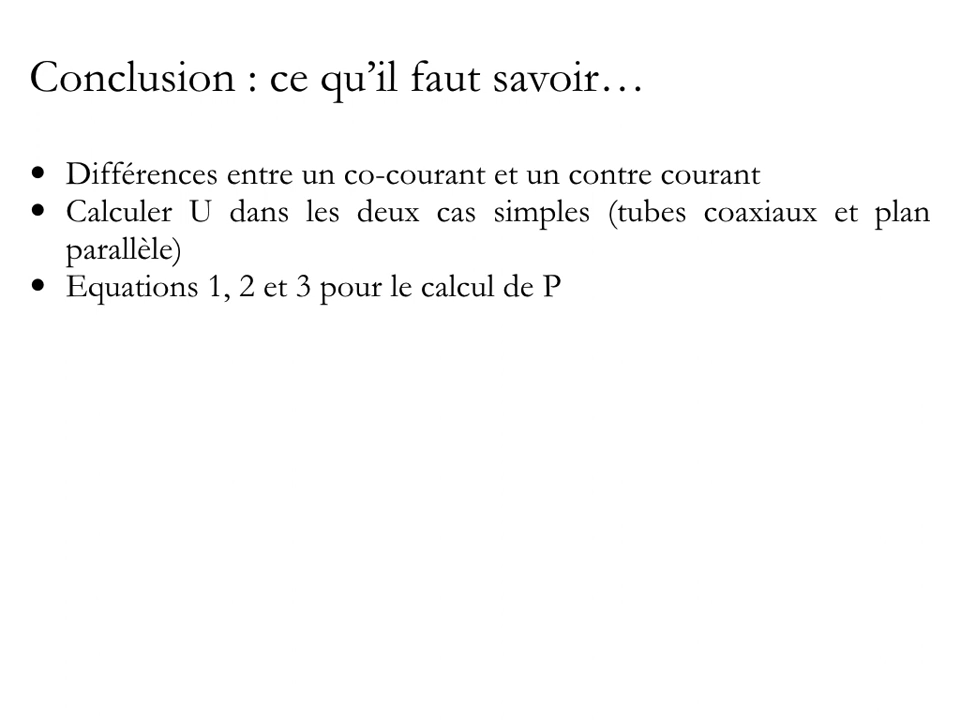 Conclusion : ce qu’il faut savoir…
• Différences entre un co-courant et un contre courant
• Calculer U dans les deux cas simples (tubes coaxiaux et plan
parallèle)
• Equations 1, 2 et 3 pour le calcul de P